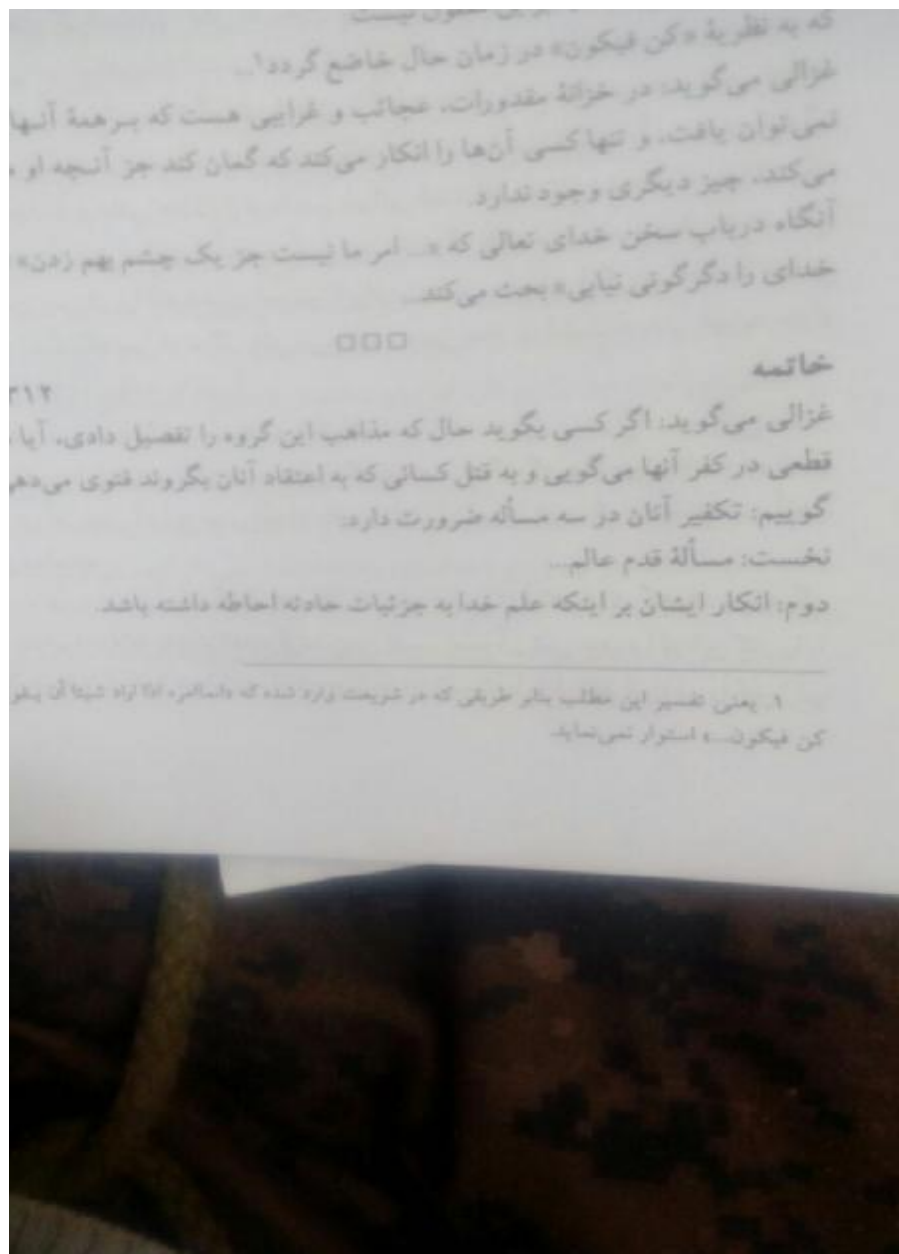 که به نظریهٔ «کن فیکون» در زمان حال خاضع گردد۱...
غزالی می‌گوید: در خزانهٔ مقدورات، عجائب و غرایبی هست که بر همهٔ آنها
نمی‌توان یافت، و تنها کسی آن‌ها را انکار می‌کند که گمان کند جز آنچه او
می‌کند، چیز دیگری وجود ندارد.
آنگاه درباب سخن خدای تعالی که «... امر ما نیست جز یک چشم بهم زدن»
خدای را دگرگونی نیابی» بحث می‌کند...
خاتمه
۳۱۲
غزالی می‌گوید: اگر کسی بگوید حال که مذاهب این گروه را تفصیل دادی، آیا
قطعی در کفر آنها می‌گویی و به قتل کسانی که به اعتقاد آنان بگروند فتوی می‌دهی
گوییم: تکفیر آنان در سه مسأله ضرورت دارد:
نخست: مسألهٔ قدم عالم...
دوم: انکار ایشان بر اینکه علم خدا به جزئیات حادثه احاطه داشته باشد.
۱. یعنی تفسیر این مطلب بنابر طریقی که در شریعت وارد شده که «انما امره اذا اراد شیئا أن یقو
کن فیکون...» استوار نمی‌نماید.